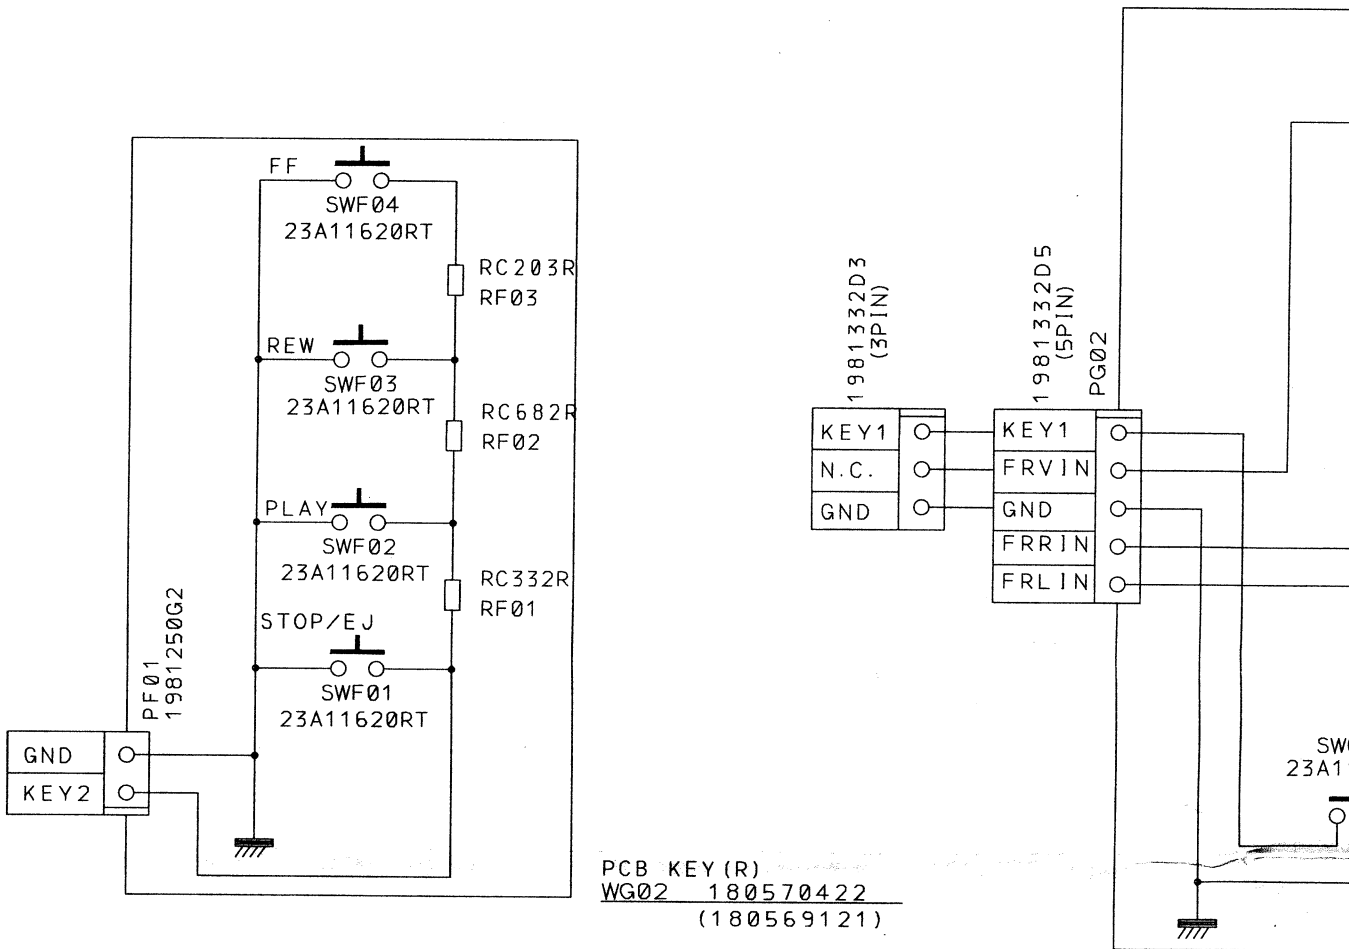 FF
SWF04
23A11620RT
RC203R
RF03
REW
SWF03
23A11620RT
RC682R
RF02
PLAY
SWF02
23A11620RT
RC332R
RF01
STOP/EJ
SWF01
23A11620RT
PF01
1981250G2
GND
KEY2
PCB KEY(R)
WG02 180570422
(180569121)
1981332D3
(3PIN)
KEY1
N.C.
GND
1981332D5
(5PIN)
PG02
KEY1
FRVIN
GND
FRRIN
FRLIN